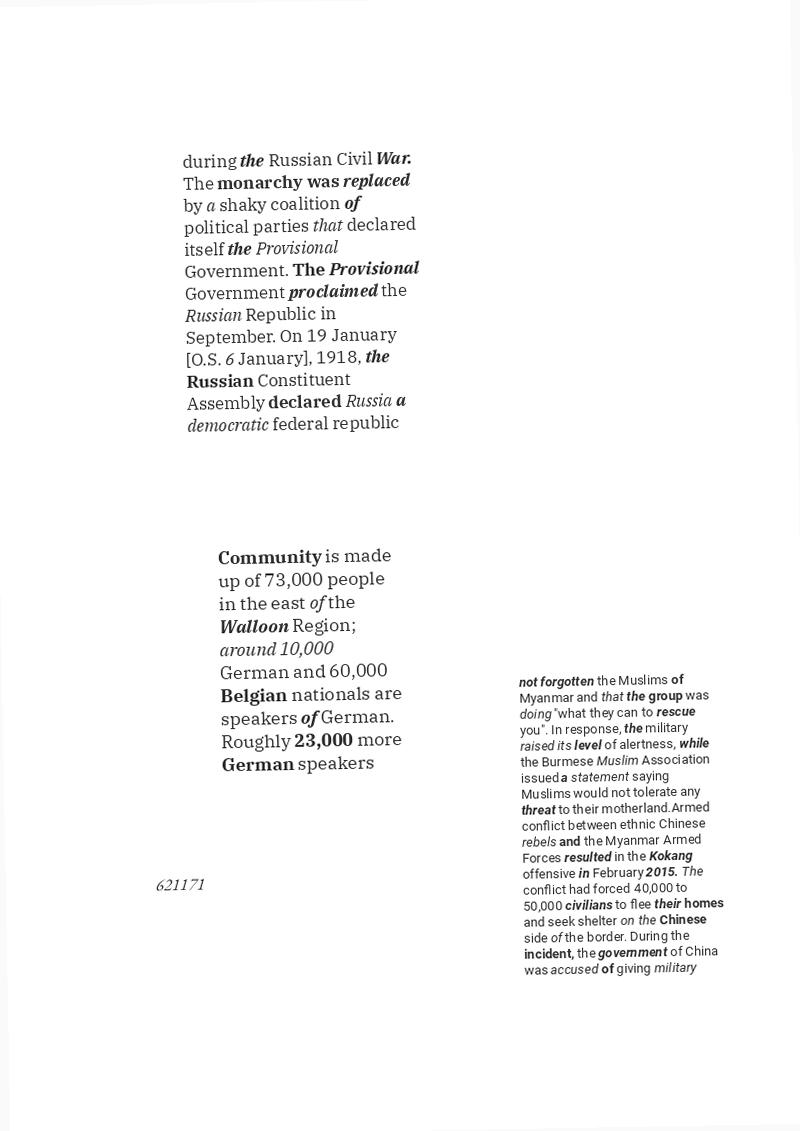 during the Russian Civil War.
The monarchy was replaced
by a shaky coalition of
political parties that declared
itself the Provisional
Government. The Provisional
Government proclaimed the
Russian Republic in
September. On 19 January
[O.S. 6 January], 1918, the
Russian Constituent
Assembly declared Russia a
democratic federal republic
Community is made
up of 73,000 people
in the east of the
Walloon Region;
around 10,000
German and 60,000
Belgian nationals are
speakers of German.
Roughly 23,000 more
German speakers
not forgotten the Muslims of
Myanmar and that the group was
doing "what they can to rescue
you". In response, the military
raised its level of alertness, while
the Burmese Muslim Association
issued a statement saying
Muslims would not tolerate any
threat to their motherland.Armed
conflict between ethnic Chinese
rebels and the Myanmar Armed
Forces resulted in the Kokang
offensive in February 2015. The
conflict had forced 40,000 to
50,000 civilians to flee their homes
and seek shelter on the Chinese
side of the border. During the
incident, the government of China
was accused of giving military
621171